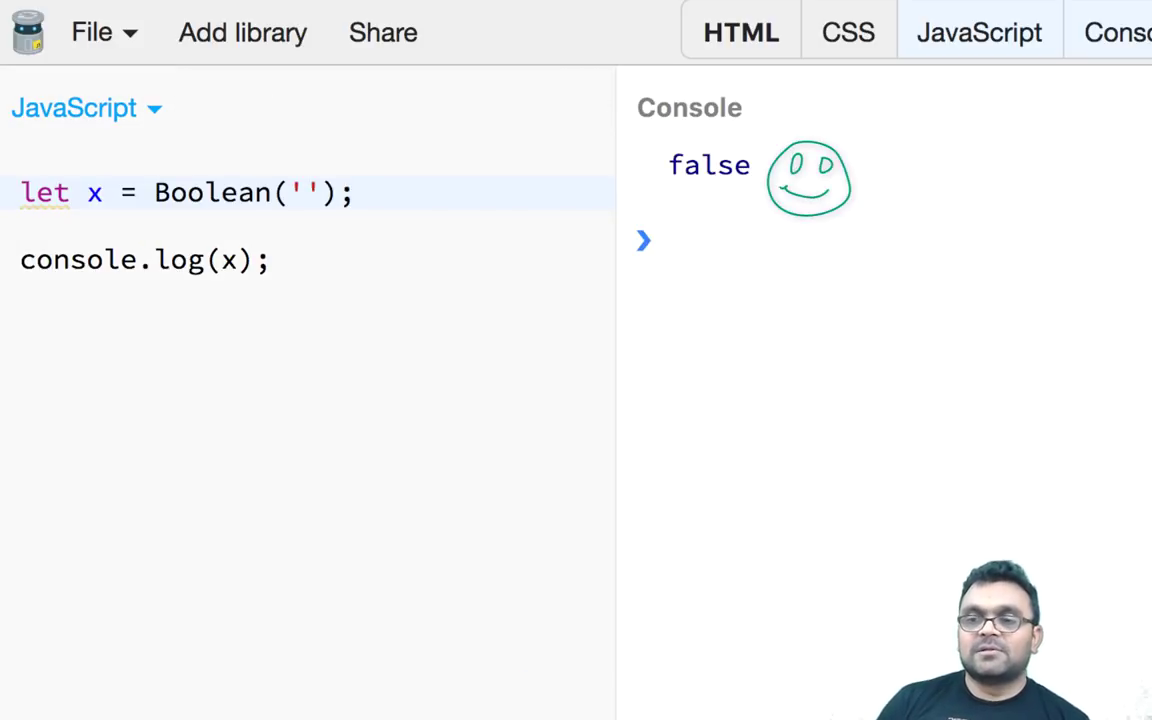 File Add library Share HTML CSS JavaScript Conso
JavaScript
Console
false
let x = Boolean('');
console.log(x);